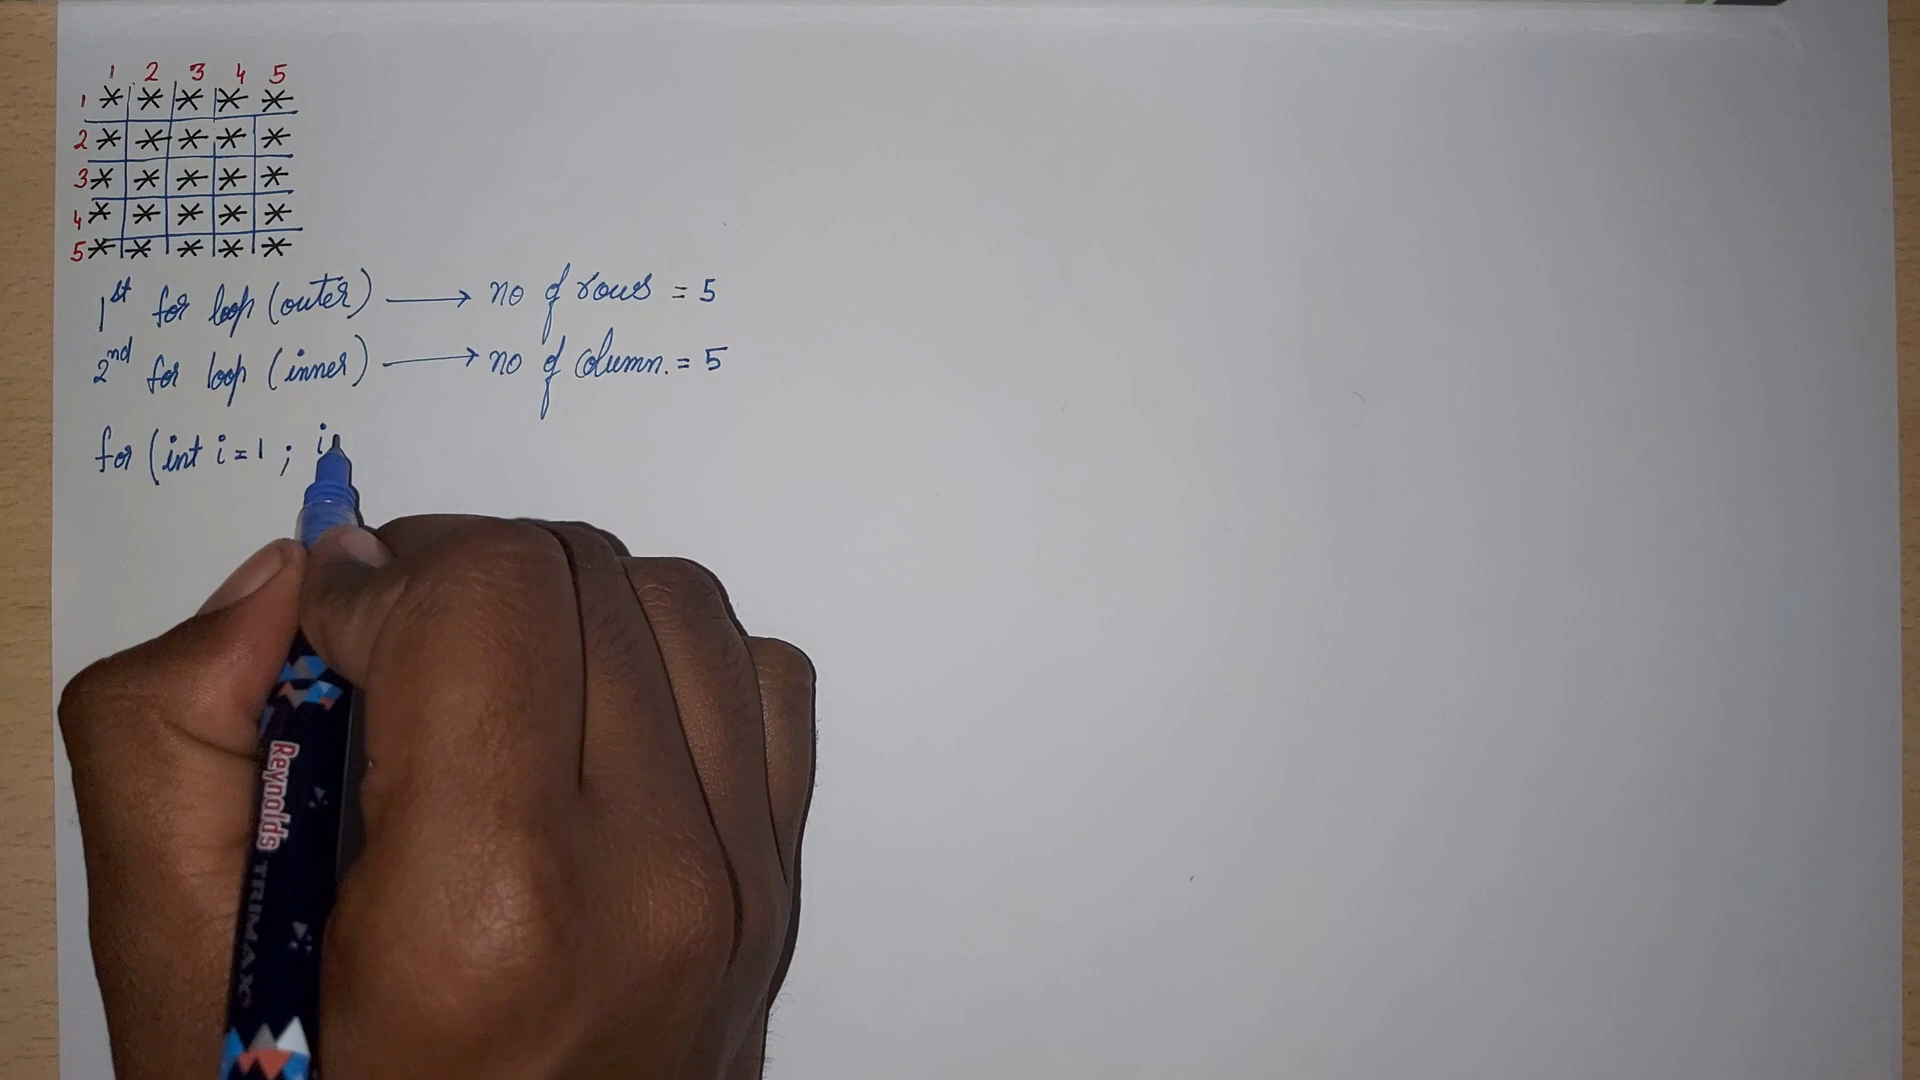 1 2 3 4 5
1 * * * * *
2 * * * * *
3 * * * * *
4 * * * * *
5 * * * * *
1st for loop (outer) → no of rows = 5
2nd for loop (inner) → no of column. = 5
for (int i = 1 ; i
Reynolds TRIMAX